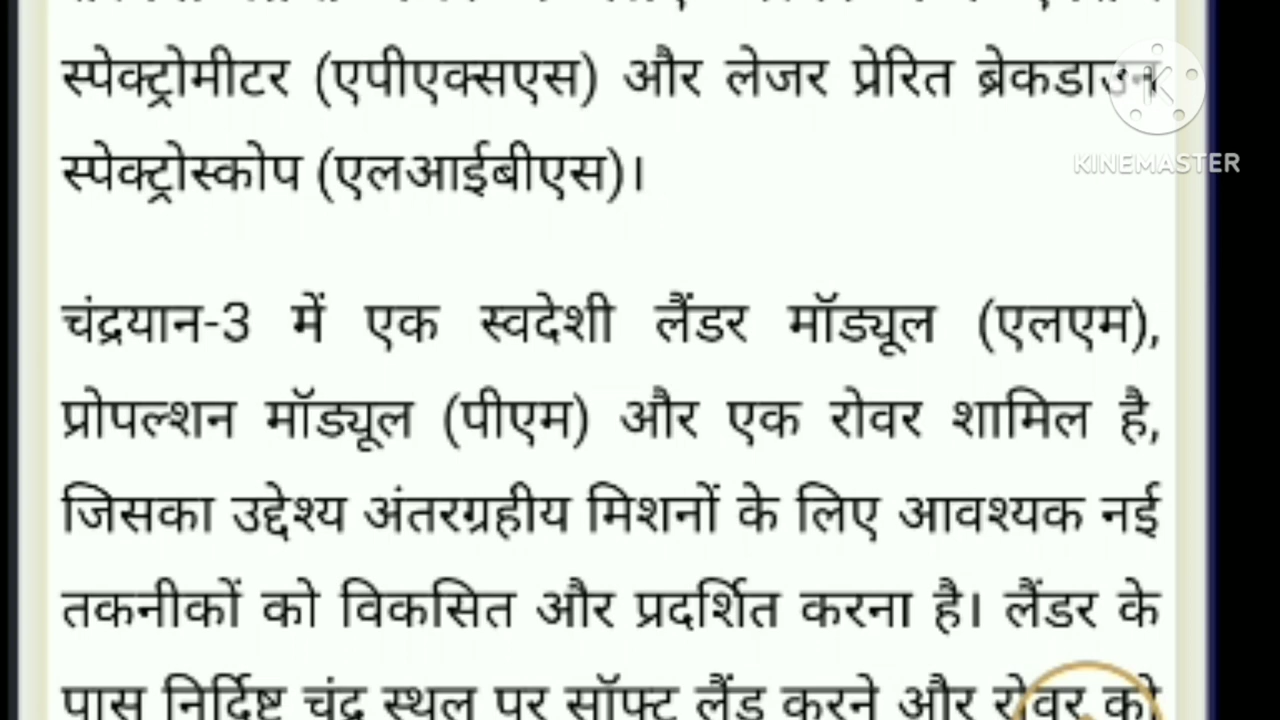 स्पेक्ट्रोमीटर (एपीएक्सएस) और लेजर प्रेरित ब्रेकडाउन
स्पेक्ट्रोस्कोप (एलआईबीएस)।
KINEMASTER
चंद्रयान-3 में एक स्वदेशी लैंडर मॉड्यूल (एलएम),
प्रोपल्शन मॉड्यूल (पीएम) और एक रोवर शामिल है,
जिसका उद्देश्य अंतरग्रहीय मिशनों के लिए आवश्यक नई
तकनीकों को विकसित और प्रदर्शित करना है। लैंडर के
पास निर्दिष्ट चंद्र स्थल पर सॉफ्ट लैंड करने और रोवर को